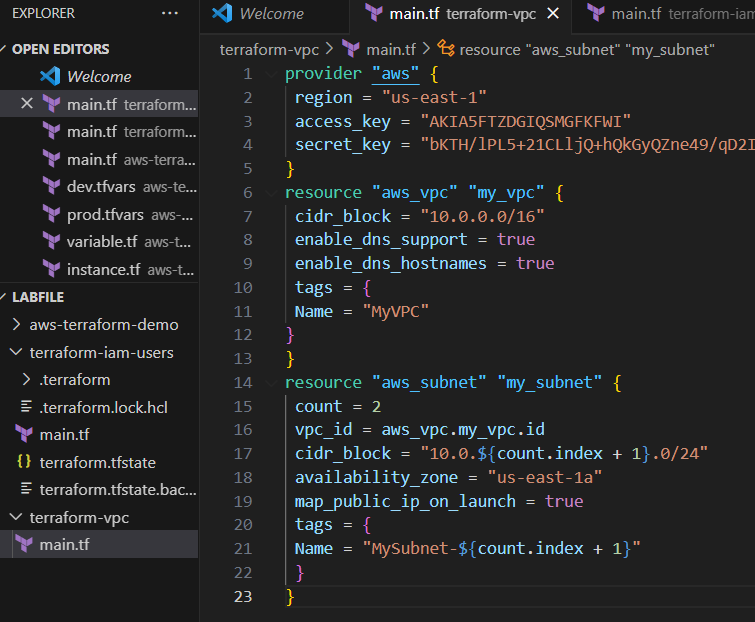 EXPLORER
...
OPEN EDITORS
Welcome
main.tf terraform...
main.tf terraform...
main.tf aws-terra...
dev.tfvars aws-te...
prod.tfvars aws-...
variable.tf aws-t...
instance.tf aws-t...
LABFILE
aws-terraform-demo
terraform-iam-users
.terraform
.terraform.lock.hcl
main.tf
terraform.tfstate
terraform.tfstate.bac...
terraform-vpc
main.tf
Welcome
main.tf terraform-vpc
main.tf terraform-iam
terraform-vpc > main.tf > resource "aws_subnet" "my_subnet"
1 provider "aws" {
2 region = "us-east-1"
3 access_key = "AKIA5FTZDGIQSMGFKFWI"
4 secret_key = "bKTH/lPL5+21CLljQ+hQkGyQZne49/qD2I
5 }
6 resource "aws_vpc" "my_vpc" {
7 cidr_block = "10.0.0.0/16"
8 enable_dns_support = true
9 enable_dns_hostnames = true
10 tags = {
11 Name = "MyVPC"
12 }
13 }
14 resource "aws_subnet" "my_subnet" {
15 count = 2
16 vpc_id = aws_vpc.my_vpc.id
17 cidr_block = "10.0.${count.index + 1}.0/24"
18 availability_zone = "us-east-1a"
19 map_public_ip_on_launch = true
20 tags = {
21 Name = "MySubnet-${count.index + 1}"
22 }
23 }